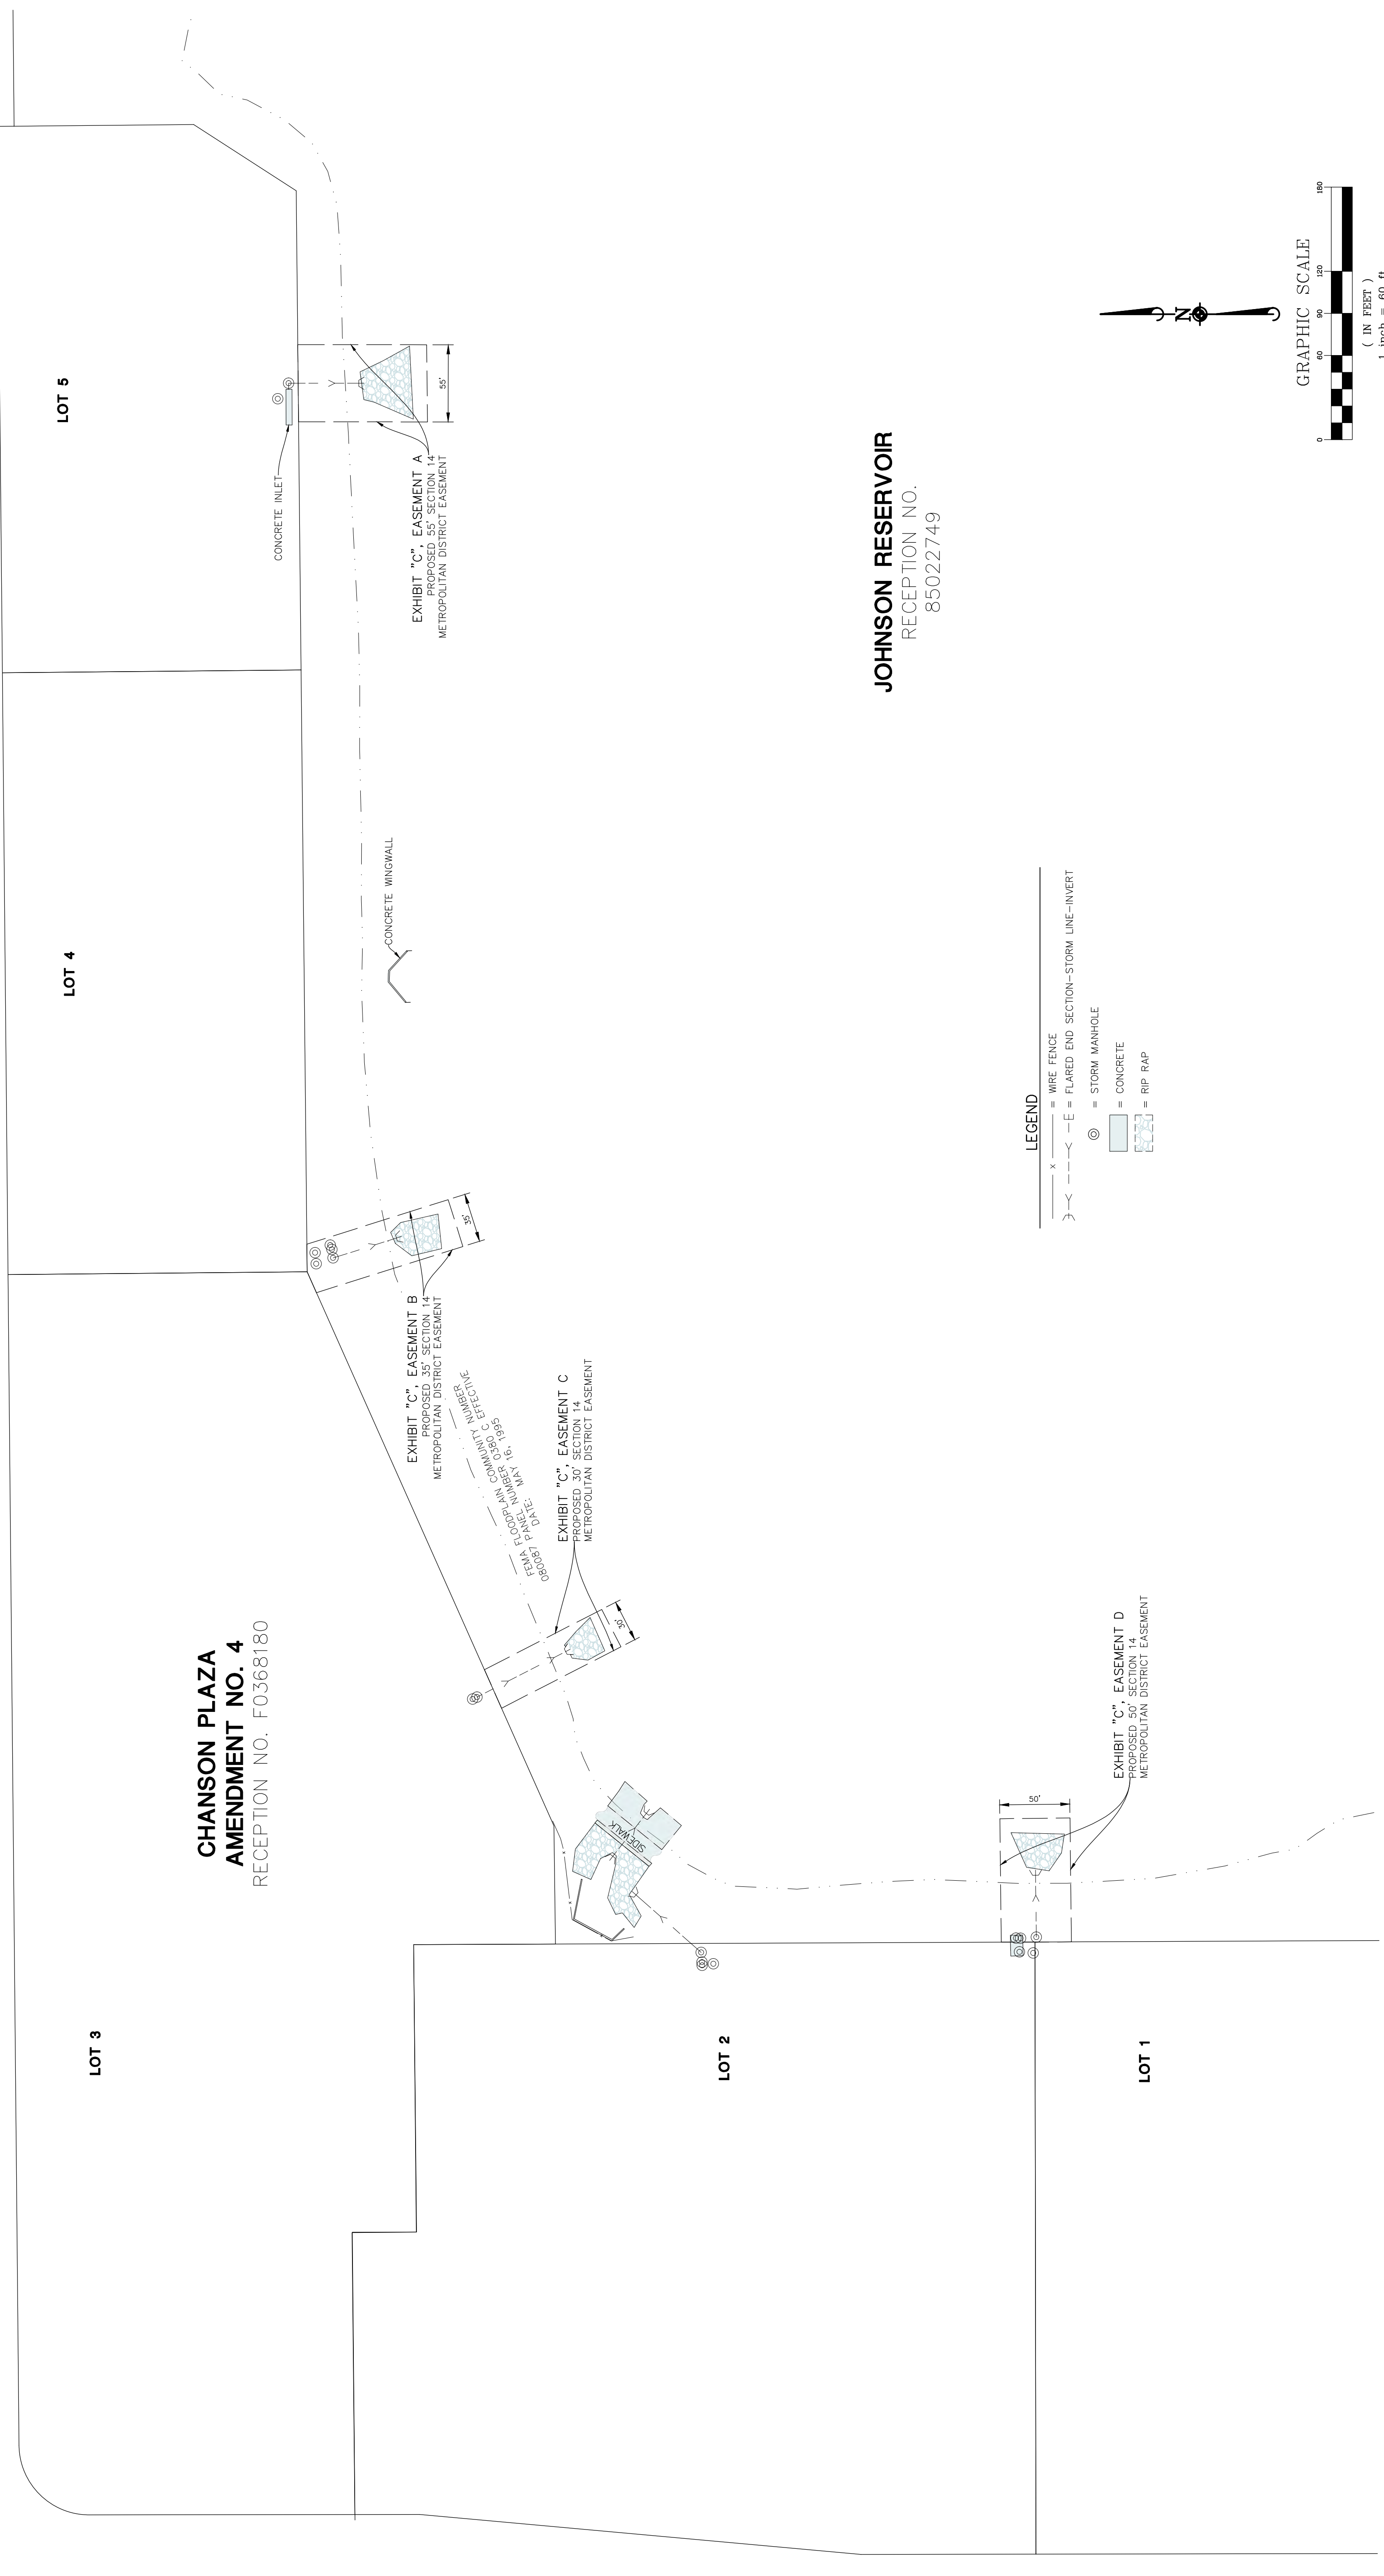 LOT 3
CHANSON PLAZA
AMENDMENT NO. 4
RECEPTION NO. F0368180
LOT 4
LOT 5
CONCRETE INLET
CONCRETE WINGWALL
EXHIBIT "C", EASEMENT A
PROPOSED 55' SECTION 14
METROPOLITAN DISTRICT EASEMENT
55'
EXHIBIT "C", EASEMENT B
PROPOSED 35' SECTION 14
METROPOLITAN DISTRICT EASEMENT
35'
FEMA FLOODPLAIN COMMUNITY NUMBER
080087 PANEL NUMBER 0380 C EFFECTIVE
DATE: MAY 16, 1995
EXHIBIT "C", EASEMENT C
PROPOSED 30' SECTION 14
METROPOLITAN DISTRICT EASEMENT
30'
SIDEWALK
LOT 2
JOHNSON RESERVOIR
RECEPTION NO.
85022749
50'
EXHIBIT "C", EASEMENT D
PROPOSED 50' SECTION 14
METROPOLITAN DISTRICT EASEMENT
LOT 1
LEGEND
x = WIRE FENCE
E = FLARED END SECTION-STORM LINE-INVERT
= STORM MANHOLE
= CONCRETE
= RIP RAP
N
GRAPHIC SCALE
0 60 90 120 180
( IN FEET )
1 inch = 60 ft.